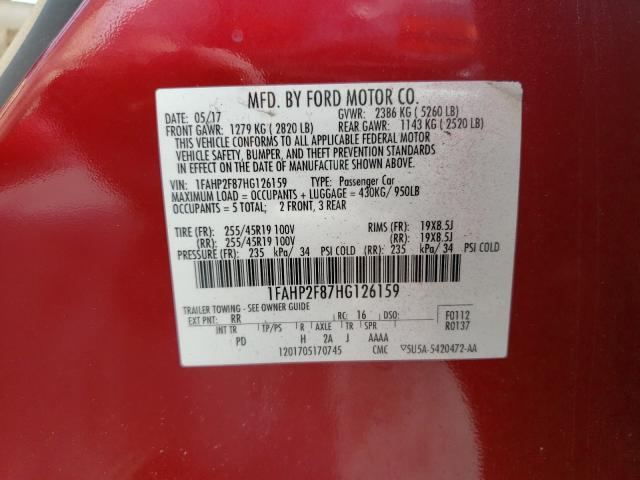 MFD. BY FORD MOTOR CO.
DATE: 05/17 GVWR: 2386 KG ( 5260 LB)
FRONT GAWR: 1279 KG ( 2820 LB) REAR GAWR: 1143 KG ( 2520 LB)
THIS VEHICLE CONFORMS TO ALL APPLICABLE FEDERAL MOTOR
VEHICLE SAFETY, BUMPER, AND THEFT PREVENTION STANDARDS
IN EFFECT ON THE DATE OF MANUFACTURE SHOWN ABOVE.
VIN: 1FAHP2F87HG126159 TYPE: Passenger Car
MAXIMUM LOAD = OCCUPANTS + LUGGAGE = 430KG/ 950LB
OCCUPANTS = 5 TOTAL: 2 FRONT, 3 REAR
TIRE (FR): 255/45R19 100V RIMS (FR): 19X8.5J
(RR): 255/45R19 100V (RR): 19X8.5J
PRESSURE (FR): 235 kPa/ 34 PSI COLD (RR): 235 kPa/ 34 PSI COLD
1FAHP2F87HG126159
TRAILER TOWING - SEE OWNER GUIDE
EXT PNT: RR RC: 16 DSO: F0112
INT TR TP/PS R AXLE TR SPR R0137
PD H 2A J AAAA
1201705170745 CMC ▽5U5A-5420472-AA